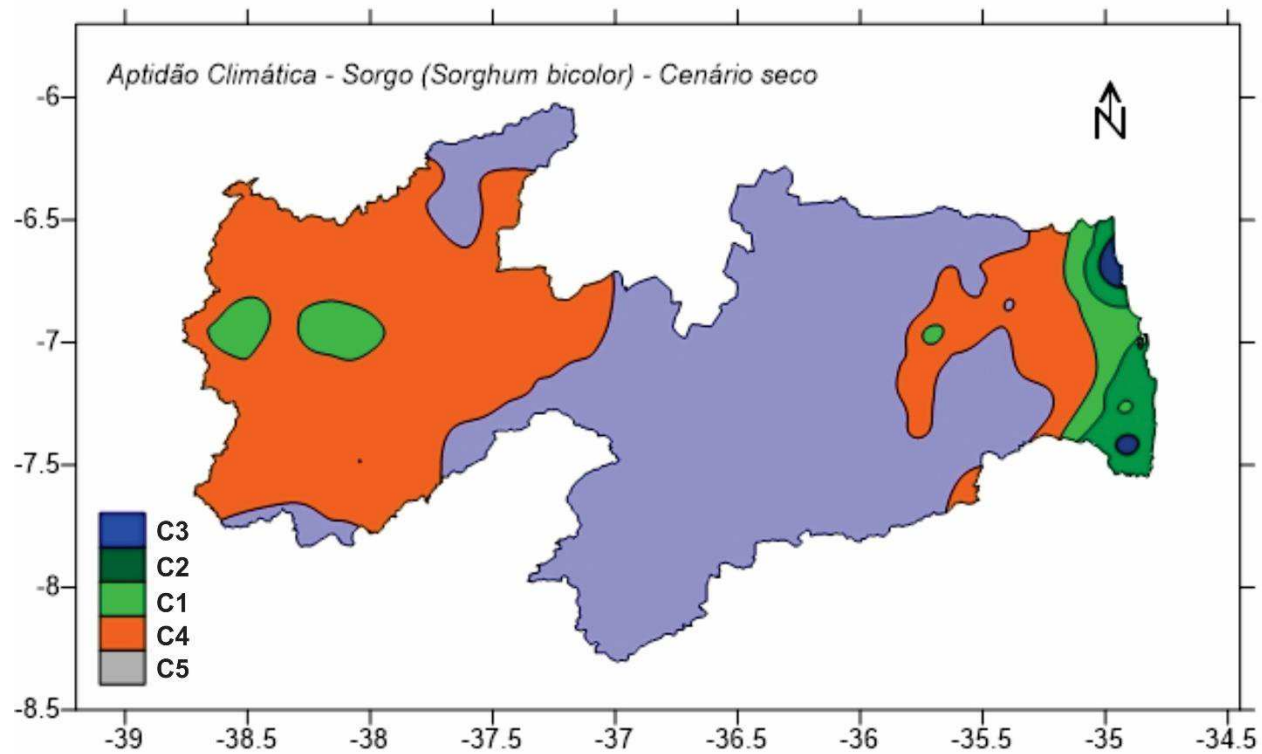 Aptidão Climática - Sorgo (Sorghum bicolor) - Cenário seco
N
-6
-6.5
-7
-7.5
-8
-8.5
C3
C2
C1
C4
C5
-39 -38.5 -38 -37.5 -37 -36.5 -36 -35.5 -35 -34.5